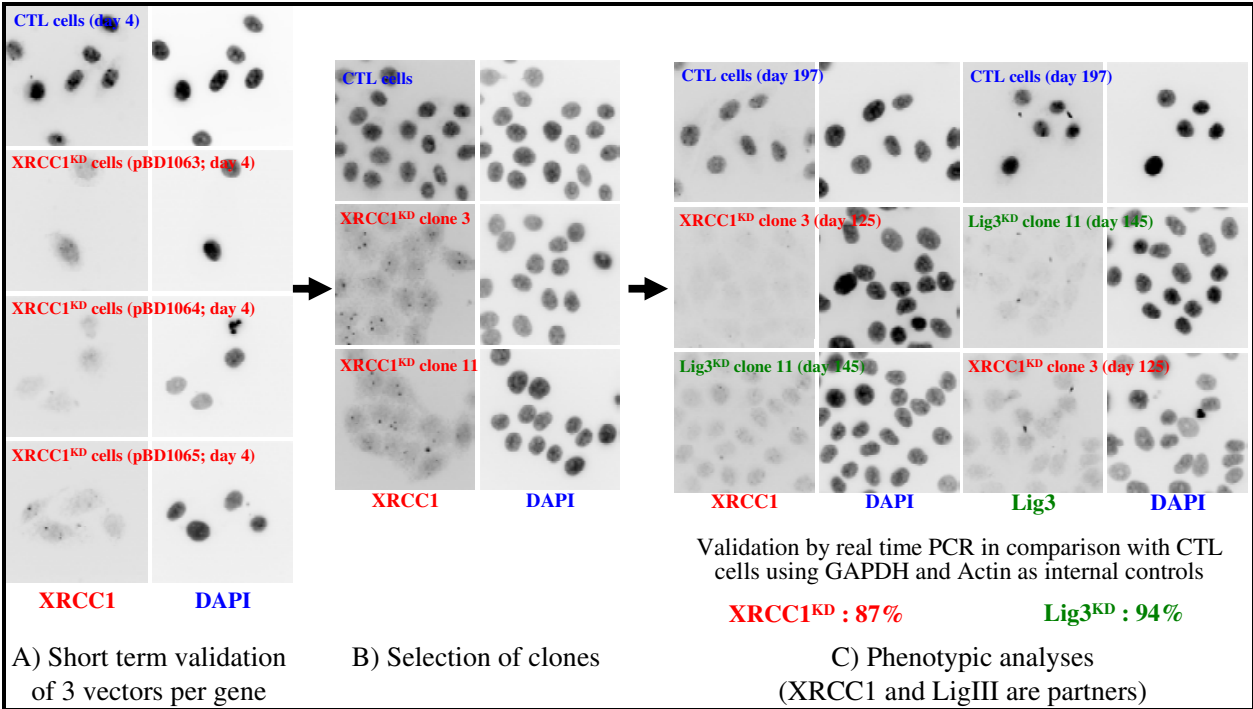 CTL cells (day 4)
XRCC1KD cells (pBD1063; day 4)
XRCC1KD cells (pBD1064; day 4)
XRCC1KD cells (pBD1065; day 4)
XRCC1 DAPI
A) Short term validation
of 3 vectors per gene
CTL cells
XRCC1KD clone 3
XRCC1KD clone 11
XRCC1 DAPI
B) Selection of clones
CTL cells (day 197) CTL cells (day 197)
XRCC1KD clone 3 (day 125) Lig3KD clone 11 (day 145)
Lig3KD clone 11 (day 145) XRCC1KD clone 3 (day 125)
XRCC1 DAPI Lig3 DAPI
Validation by real time PCR in comparison with CTL
cells using GAPDH and Actin as internal controls
XRCC1KD : 87% Lig3KD : 94%
C) Phenotypic analyses
(XRCC1 and LigIII are partners)